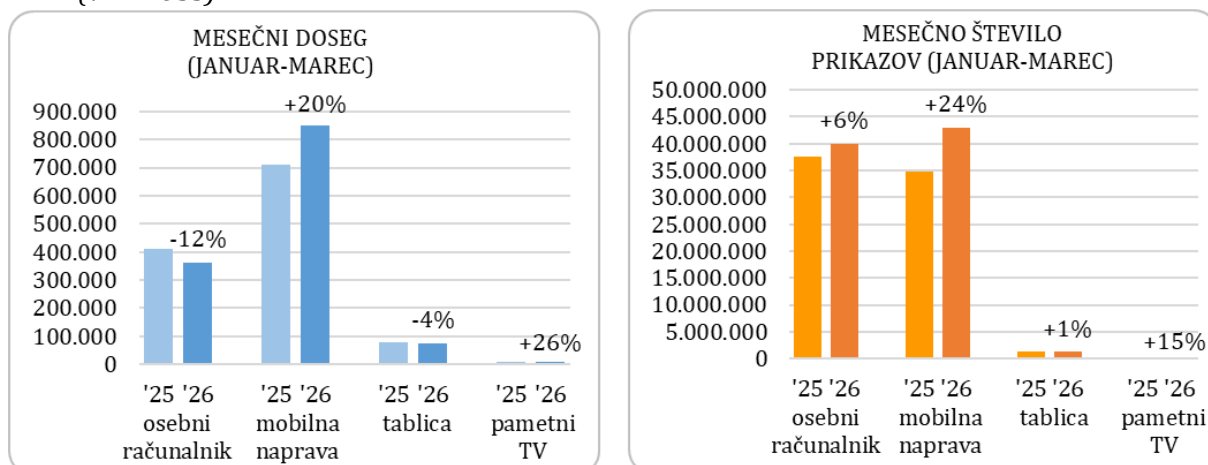 MESEČNI DOSEG
(JANUAR-MAREC)
900.000
800.000
700.000
600.000
500.000
400.000
300.000
200.000
100.000
0
-12%
+20%
-4%
+26%
'25 '26 '25 '26 '25 '26 '25 '26
osebni mobilna tablica pametni
računalnik naprava TV
MESEČNO ŠTEVILO
PRIKAZOV (JANUAR-MAREC)
50.000.000
45.000.000
40.000.000
35.000.000
30.000.000
25.000.000
20.000.000
15.000.000
10.000.000
5.000.000
0
+6%
+24%
+1%
+15%
'25 '26 '25 '26 '25 '26 '25 '26
osebni mobilna tablica pametni
računalnik naprava TV